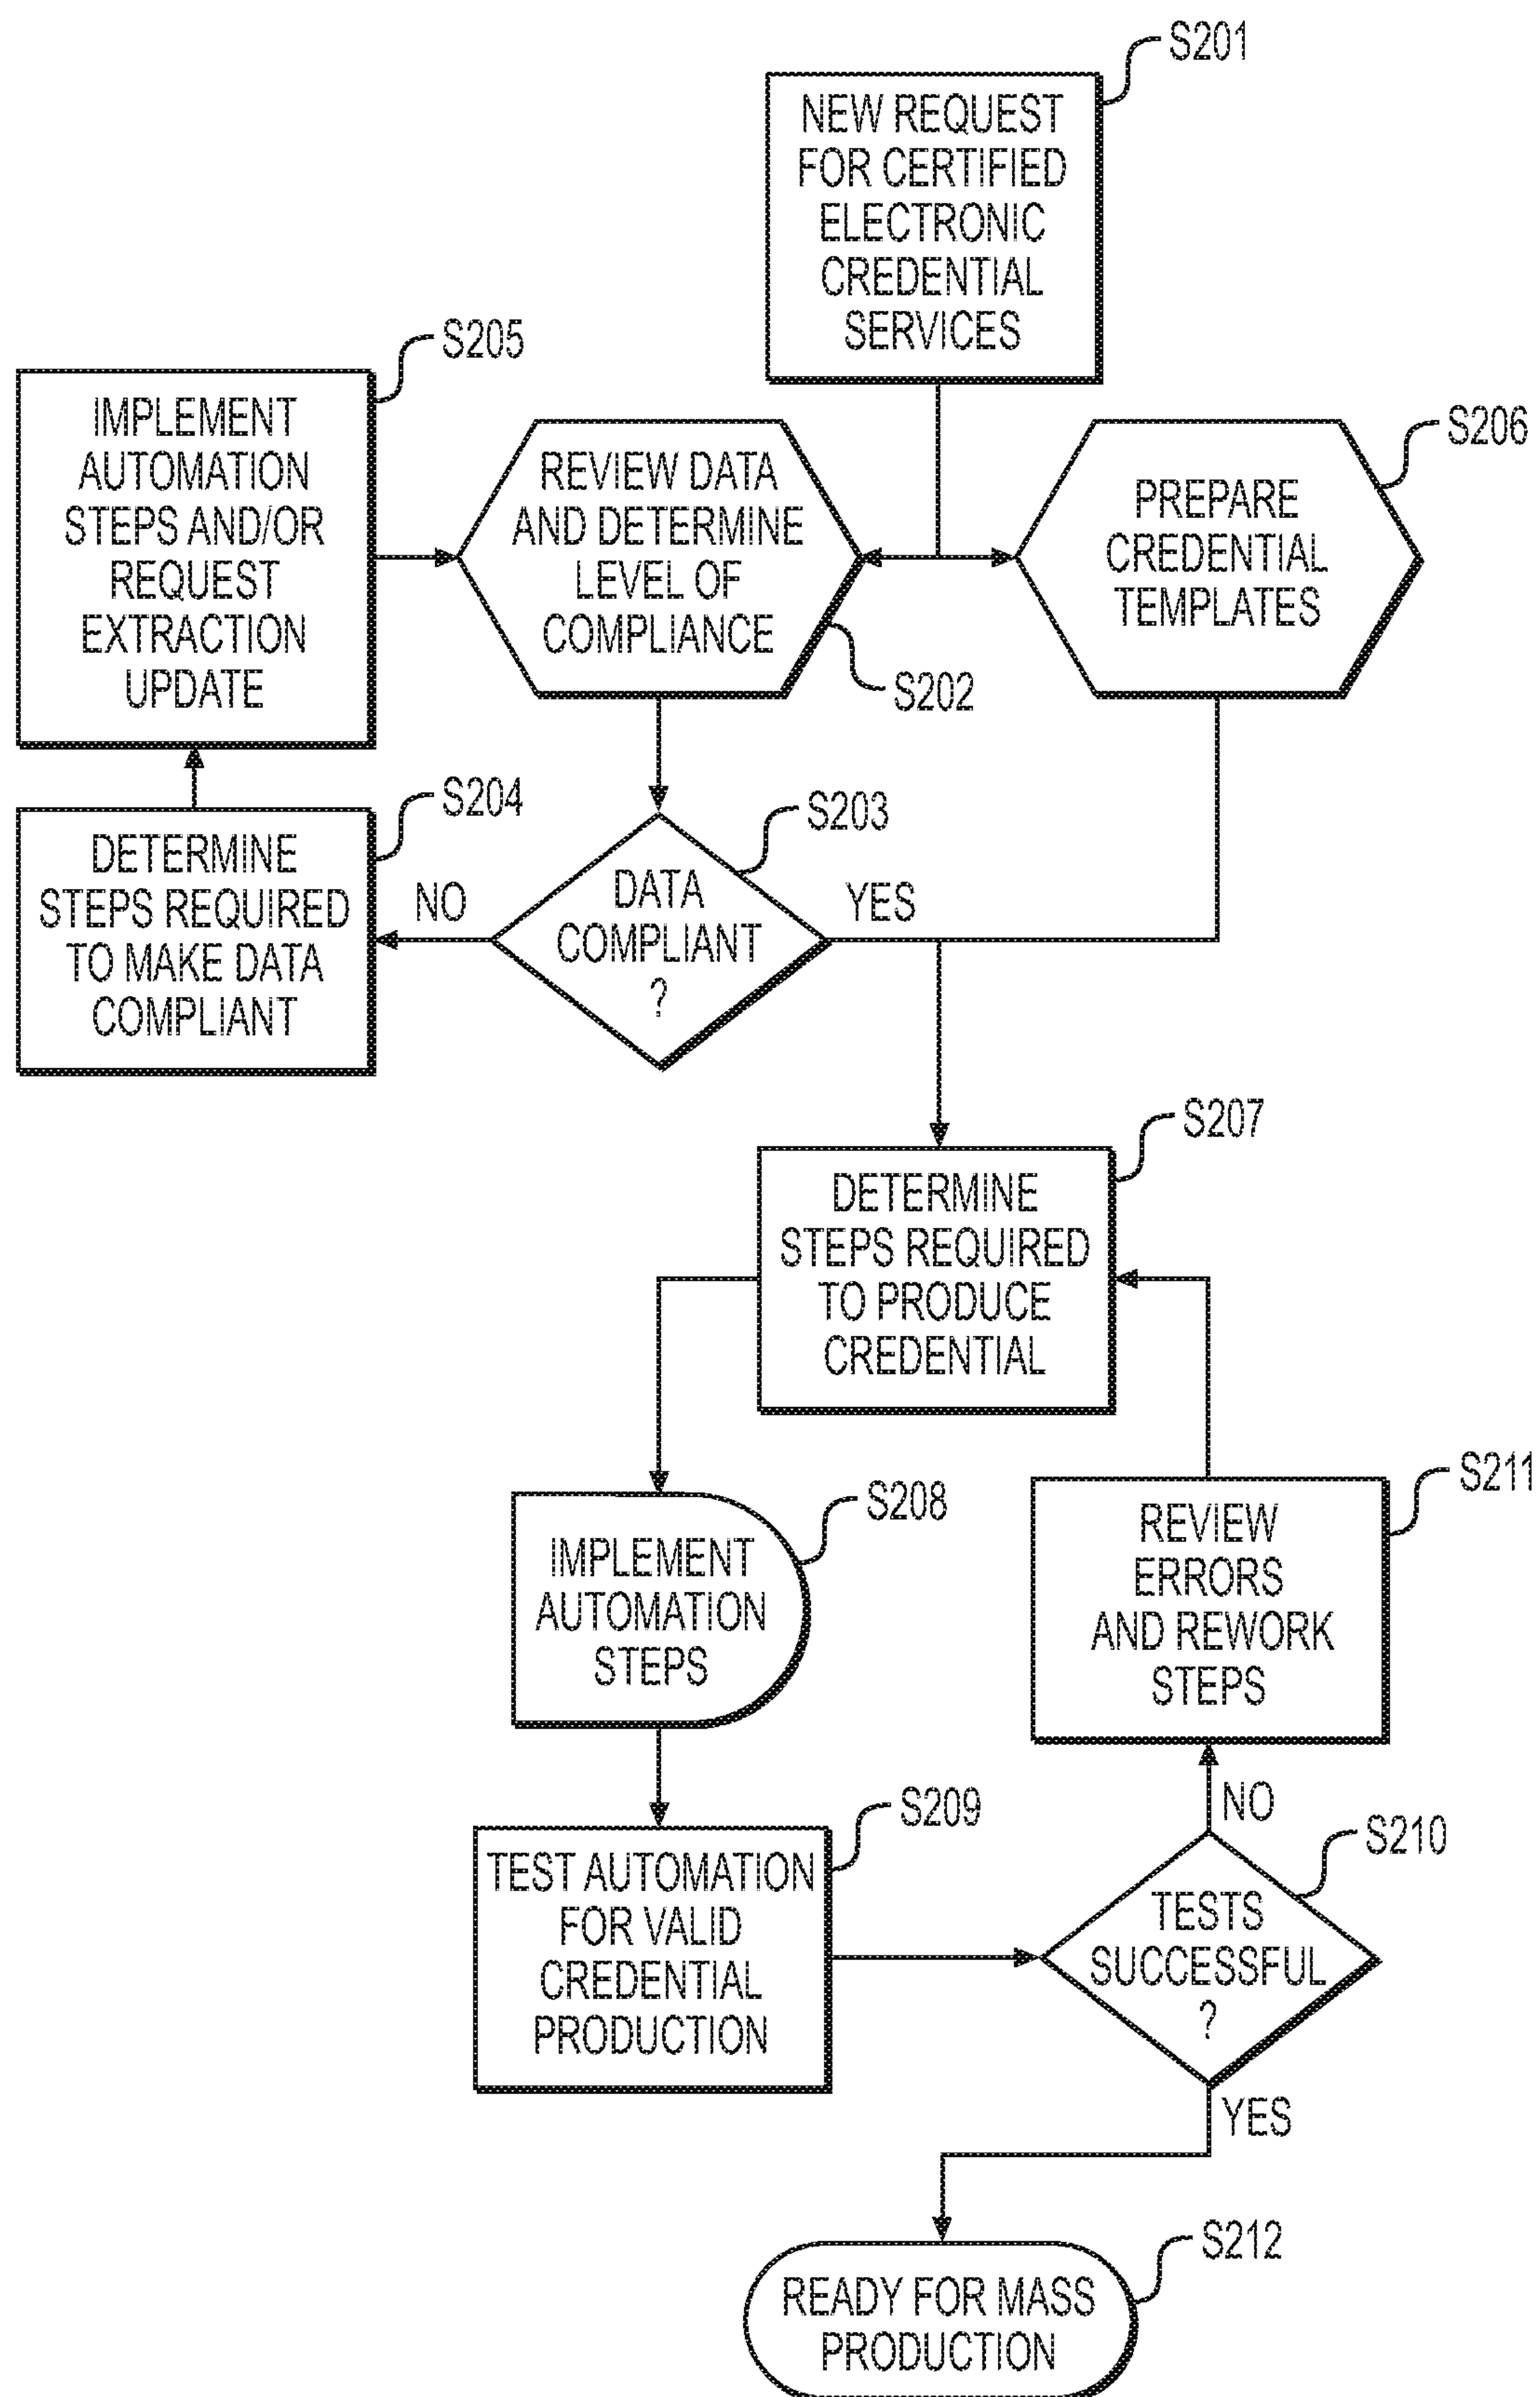 S201
NEW REQUEST
FOR CERTIFIED
ELECTRONIC
CREDENTIAL
SERVICES
S205
IMPLEMENT
AUTOMATION
STEPS AND/OR
REQUEST
EXTRACTION
UPDATE
REVIEW DATA
AND DETERMINE
LEVEL OF
COMPLIANCE
S202
S206
PREPARE
CREDENTIAL
TEMPLATES
S204
DETERMINE
STEPS REQUIRED
TO MAKE DATA
COMPLIANT
NO
S203
DATA
COMPLIANT
?
YES
S207
DETERMINE
STEPS REQUIRED
TO PRODUCE
CREDENTIAL
S208
IMPLEMENT
AUTOMATION
STEPS
S211
REVIEW
ERRORS
AND REWORK
STEPS
NO
S209
TEST AUTOMATION
FOR VALID
CREDENTIAL
PRODUCTION
S210
TESTS
SUCCESSFUL
?
YES
S212
READY FOR MASS
PRODUCTION